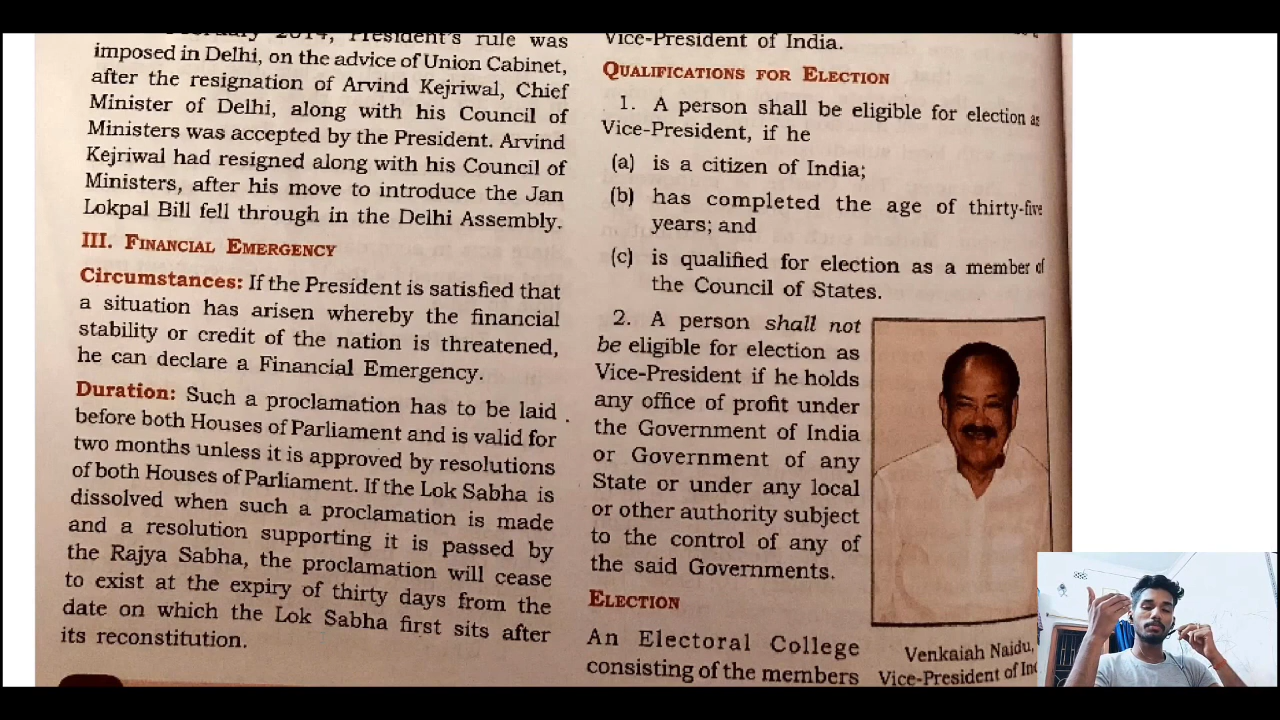 February 2014, President's rule was
imposed in Delhi, on the advice of Union Cabinet,
after the resignation of Arvind Kejriwal, Chief
Minister of Delhi, along with his Council of
Ministers was accepted by the President. Arvind
Kejriwal had resigned along with his Council of
Ministers, after his move to introduce the Jan
Lokpal Bill fell through in the Delhi Assembly.
III. FINANCIAL EMERGENCY
Circumstances: If the President is satisfied that
a situation has arisen whereby the financial
stability or credit of the nation is threatened,
he can declare a Financial Emergency.
Duration: Such a proclamation has to be laid
before both Houses of Parliament and is valid for
two months unless it is approved by resolutions
of both Houses of Parliament. If the Lok Sabha is
dissolved when such a proclamation is made
and a resolution supporting it is passed by
the Rajya Sabha, the proclamation will cease
to exist at the expiry of thirty days from the
date on which the Lok Sabha first sits after
its reconstitution.
Vice-President of India.
QUALIFICATIONS FOR ELECTION
1. A person shall be eligible for election as
Vice-President, if he
(a) is a citizen of India;
(b) has completed the age of thirty-five
years; and
(c) is qualified for election as a member of
the Council of States.
2. A person shall not
be eligible for election as
Vice-President if he holds
any office of profit under
the Government of India
or Government of any
State or under any local
or other authority subject
to the control of any of
the said Governments.
ELECTION
An Electoral College
consisting of the members
Venkaiah Naidu,
Vice-President of Ind